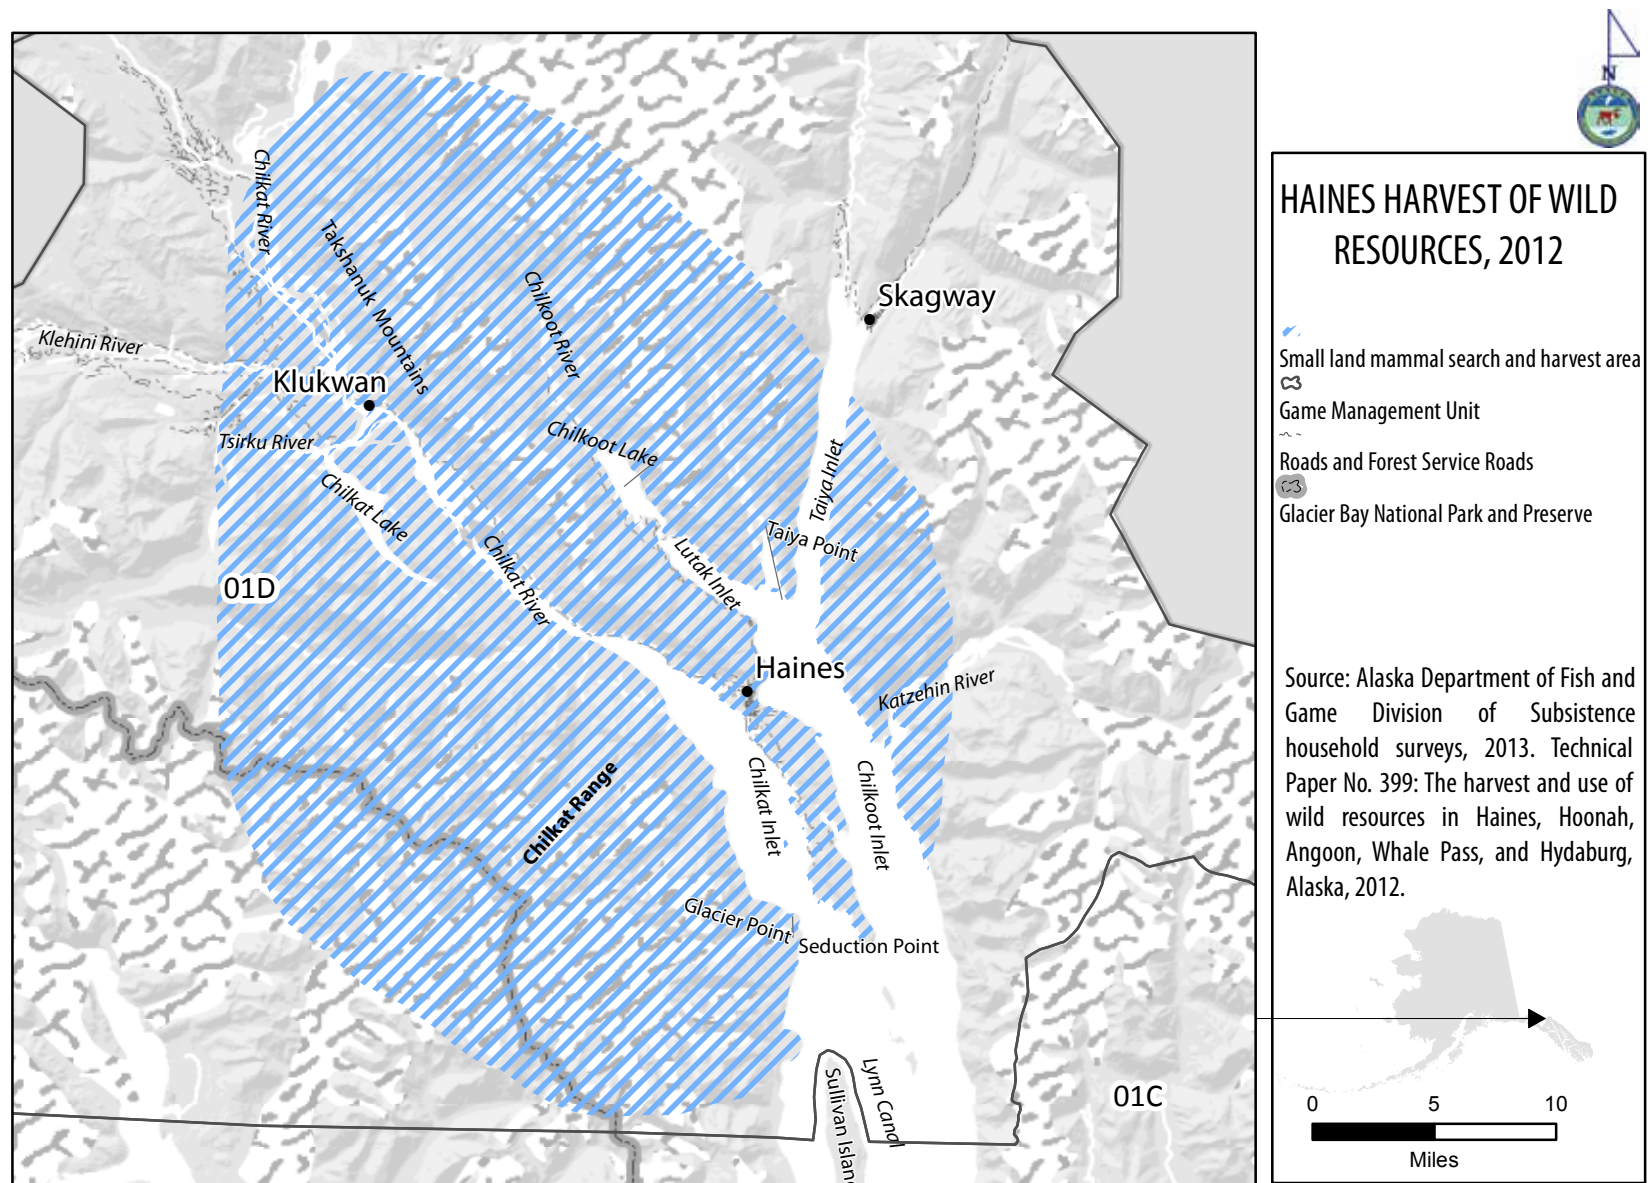 N
HAINES HARVEST OF WILD
RESOURCES, 2012
Small land mammal search and harvest area
Game Management Unit
Roads and Forest Service Roads
Glacier Bay National Park and Preserve
Source: Alaska Department of Fish and
Game Division of Subsistence
household surveys, 2013. Technical
Paper No. 399: The harvest and use of
wild resources in Haines, Hoonah,
Angoon, Whale Pass, and Hydaburg,
Alaska, 2012.
0 5 10
Miles
Chilkat River
Takshanuk Mountains
Chilkoot River
Skagway
Klehini River
Klukwan
Tsirku River
Chilkoot Lake
Chilkat Lake
Taiya Inlet
Taiya Point
Chilkat River
Lutak Inlet
01D
Haines
Katzehin River
Chilkat Range
Chilkat Inlet
Chilkoot Inlet
Glacier Point
Seduction Point
Lynn Canal
Sullivan Island
01C